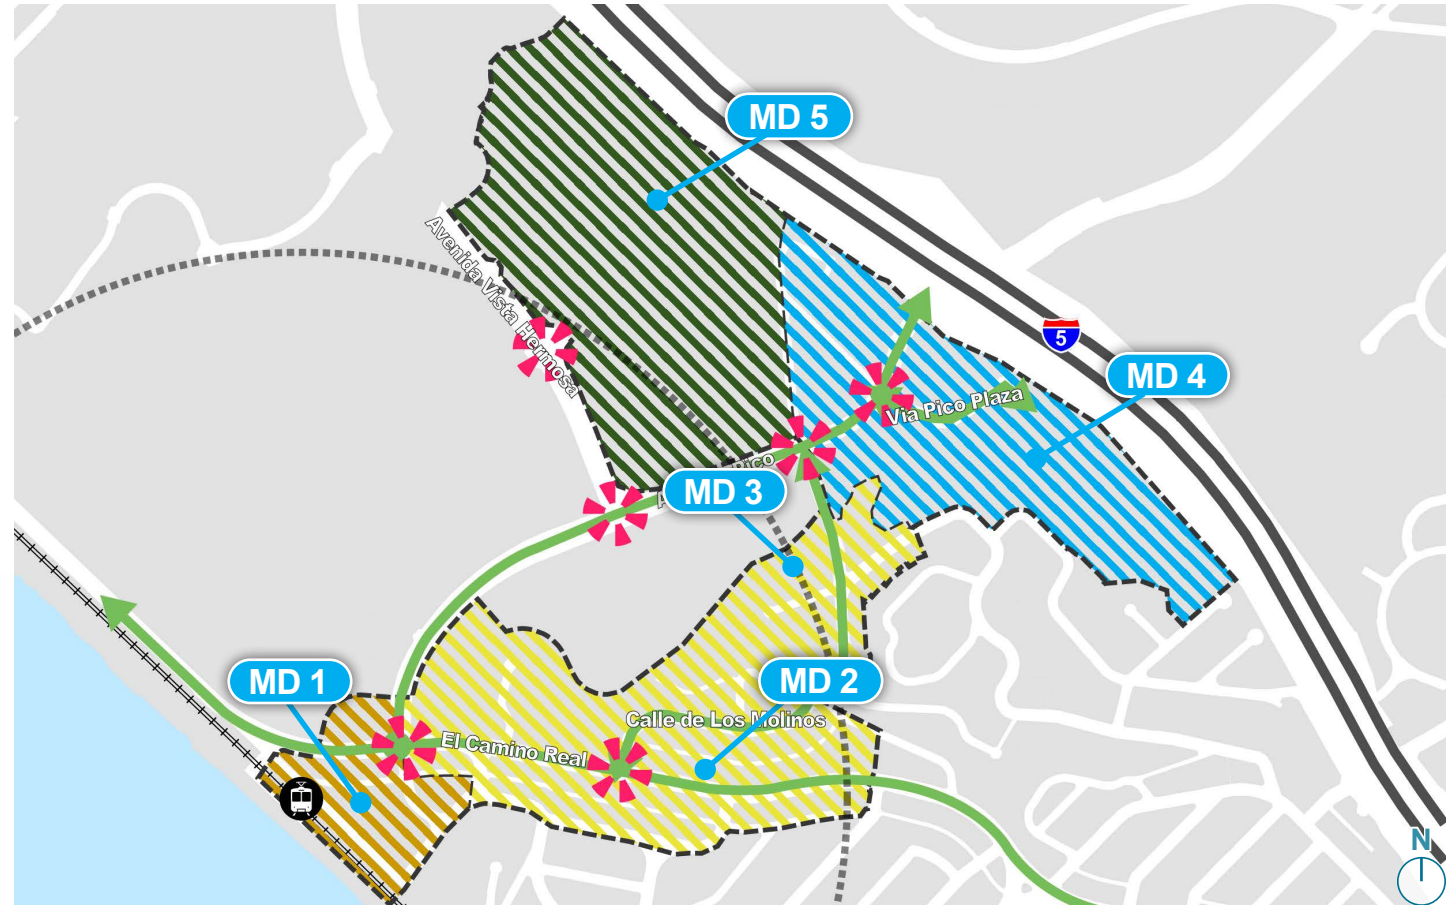 MD 5
Avenida Vista Hermosa
5
MD 4
Via Pico Plaza
Pico
MD 3
MD 1
MD 2
Calle de Los Molinos
El Camino Real
N